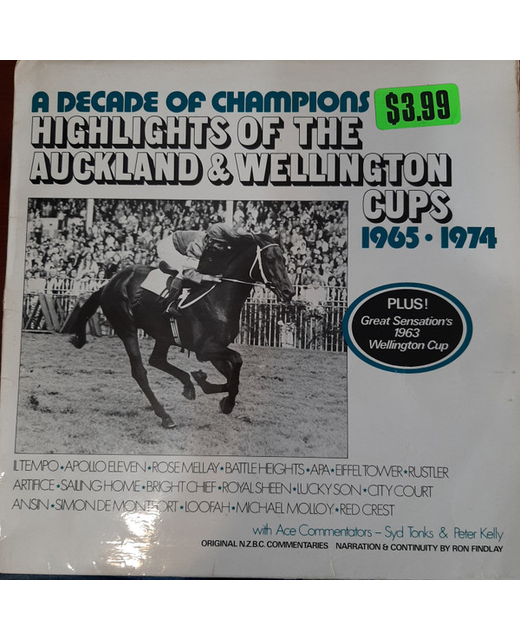 A DECADE OF CHAMPIONS
$3.99
HIGHLIGHTS OF THE
AUCKLAND & WELLINGTON
CUPS
1965 • 1974
PLUS!
Great Sensation's
1963
Wellington Cup
IL TEMPO • APOLLO ELEVEN • ROSE MELLAY • BATTLE HEIGHTS • APA • EIFFEL TOWER • RUSTLER
ARTIFICE • SAILING HOME • BRIGHT CHIEF • ROYAL SHEEN • LUCKY SON • CITY COURT
ANSIN • SIMON DE MONTFORT • LOOFAH • MICHAEL MOLLOY • RED CREST
with Ace Commentators – Syd Tonks & Peter Kelly
ORIGINAL N.Z.B.C. COMMENTARIES NARRATION & CONTINUITY BY RON FINDLAY